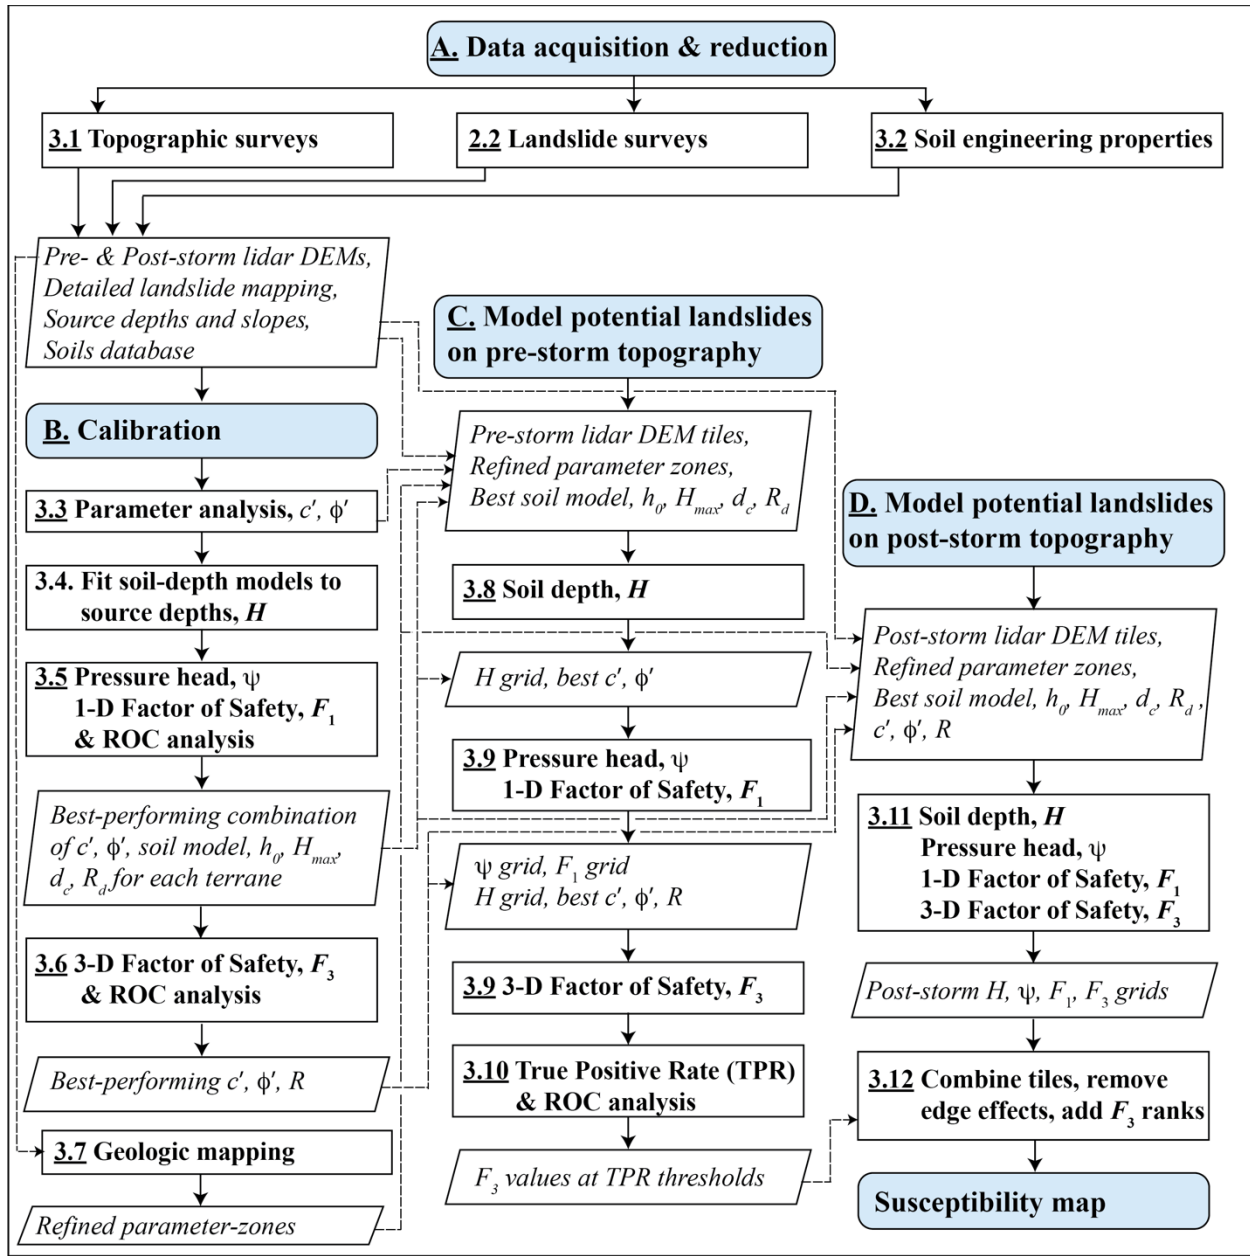 A. Data acquisition & reduction
3.1 Topographic surveys
2.2 Landslide surveys
3.2 Soil engineering properties
Pre- & Post-storm lidar DEMs,
Detailed landslide mapping,
Source depths and slopes,
Soils database
B. Calibration
3.3 Parameter analysis, c′, ϕ′
3.4. Fit soil-depth models to
source depths, H
3.5 Pressure head, ψ
1-D Factor of Safety, F1
& ROC analysis
Best-performing combination
of c′, ϕ′, soil model, h0, Hmax,
dc, Rd for each terrane
3.6 3-D Factor of Safety, F3
& ROC analysis
Best-performing c′, ϕ′, R
3.7 Geologic mapping
Refined parameter-zones
C. Model potential landslides
on pre-storm topography
Pre-storm lidar DEM tiles,
Refined parameter zones,
Best soil model, h0, Hmax, dc, Rd
3.8 Soil depth, H
H grid, best c′, ϕ′
3.9 Pressure head, ψ
1-D Factor of Safety, F1
ψ grid, F1 grid
H grid, best c′, ϕ′, R
3.9 3-D Factor of Safety, F3
3.10 True Positive Rate (TPR)
& ROC analysis
F3 values at TPR thresholds
D. Model potential landslides
on post-storm topography
Post-storm lidar DEM tiles,
Refined parameter zones,
Best soil model, h0, Hmax, dc, Rd,
c′, ϕ′, R
3.11 Soil depth, H
Pressure head, ψ
1-D Factor of Safety, F1
3-D Factor of Safety, F3
Post-storm H, ψ, F1, F3 grids
3.12 Combine tiles, remove
edge effects, add F3 ranks
Susceptibility map